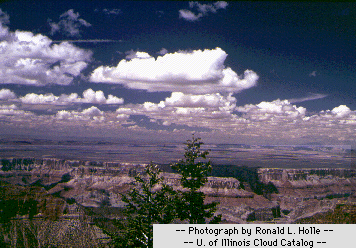 -- Photograph by Ronald L. Holle --
-- U. of Illinois Cloud Catalog --